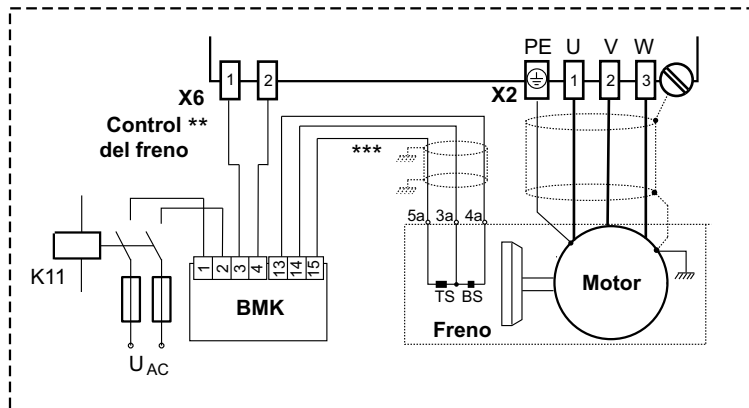 PE U V W
1 2 1 2 3
X6 X2
Control **
del freno
***
5a 3a 4a
K11
1 2 3 4 13 14 15
TS BS
Motor
BMK
Freno
UAC